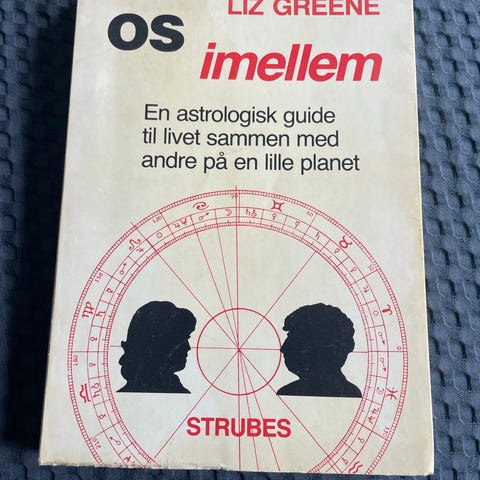 LIZ GREENE
os
imellem
En astrologisk guide
til livet sammen med
andre på en lille planet
STRUBES